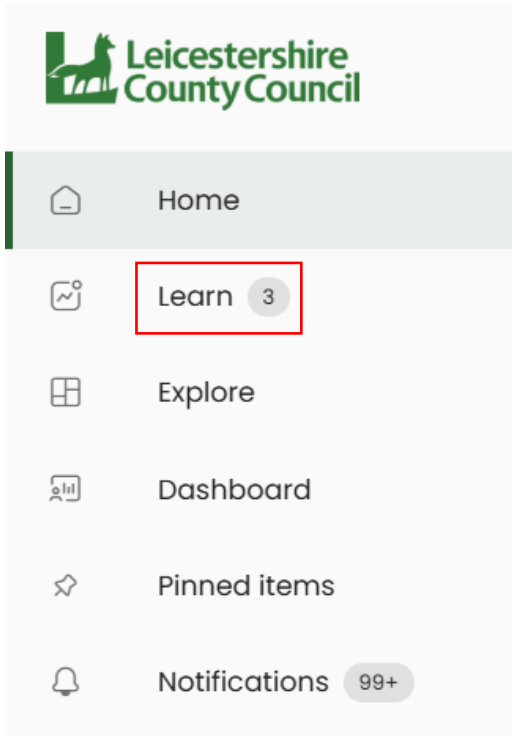 Leicestershire
County Council
Home
Learn 3
Explore
Dashboard
Pinned items
Notifications 99+